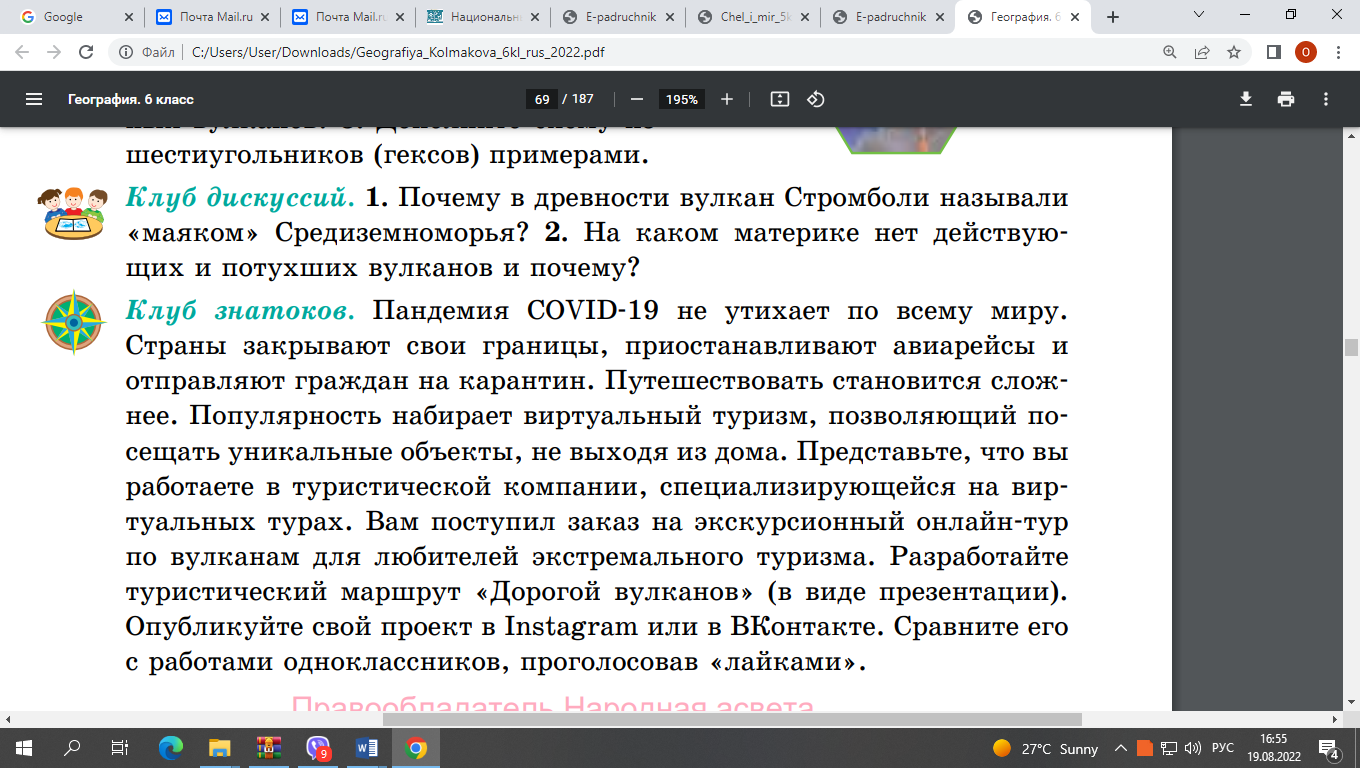 Google
Почта Mail.ru
Почта Mail.ru
Национальн
E-padruchnik
Chel_i_mir_5k
E-padruchnik
География. 6
Файл
C:/Users/User/Downloads/Geografiya_Kolmakova_6kl_rus_2022.pdf
О
География. 6 класс
69 / 187
195%
шестиугольников (гексов) примерами.
Клуб дискуссий. 1. Почему в древности вулкан Стромболи называли
«маяком» Средиземноморья? 2. На каком материке нет действую-
щих и потухших вулканов и почему?
Клуб знатоков. Пандемия COVID-19 не утихает по всему миру.
Страны закрывают свои границы, приостанавливают авиарейсы и
отправляют граждан на карантин. Путешествовать становится слож-
нее. Популярность набирает виртуальный туризм, позволяющий по-
сещать уникальные объекты, не выходя из дома. Представьте, что вы
работаете в туристической компании, специализирующейся на вир-
туальных турах. Вам поступил заказ на экскурсионный онлайн-тур
по вулканам для любителей экстремального туризма. Разработайте
туристический маршрут «Дорогой вулканов» (в виде презентации).
Опубликуйте свой проект в Instagram или в ВКонтакте. Сравните его
с работами одноклассников, проголосовав «лайками».
Правообладатель Народная асвета
9
27°C Sunny
РУС
16:55
19.08.2022
4